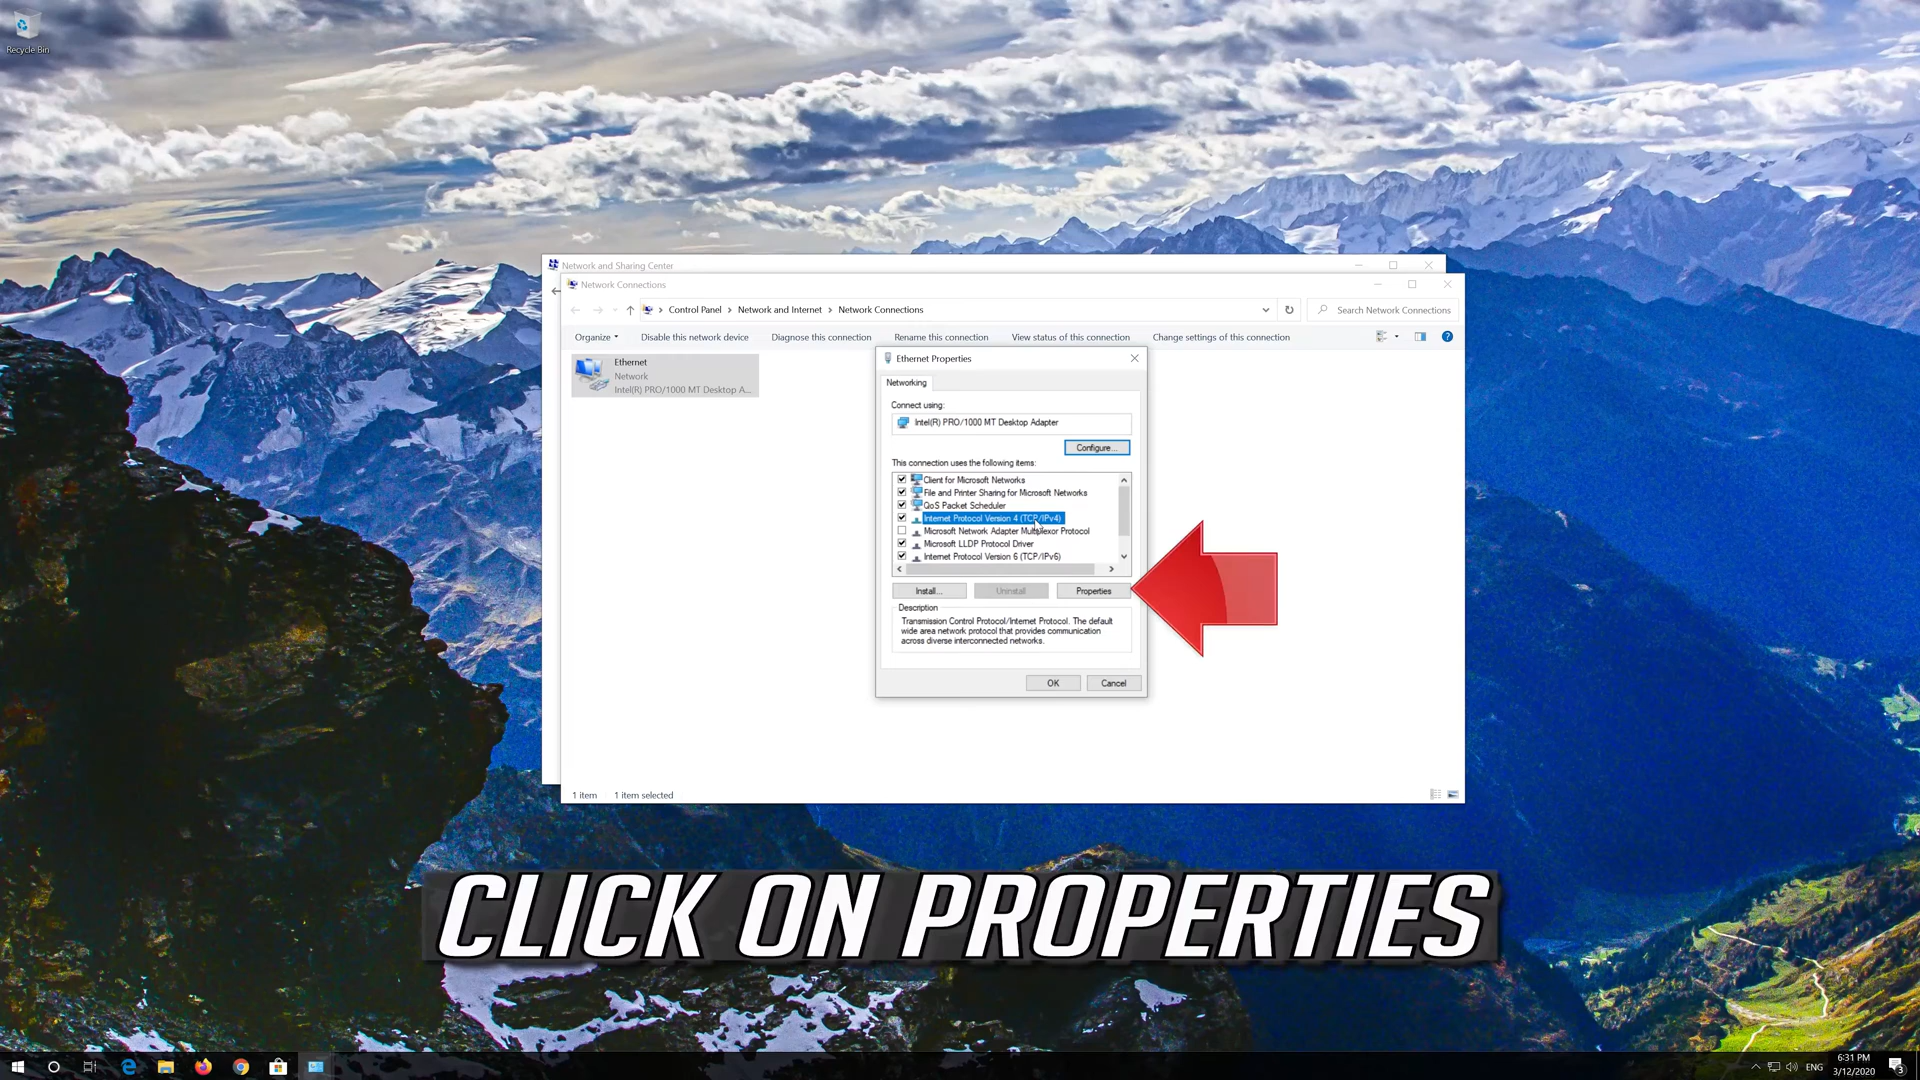 Recycle Bin
Network and Sharing Center
Network Connections
Control Panel
Network and Internet
Network Connections
Search Network Connections
Organize
Disable this network device
Diagnose this connection
Rename this connection
View status of this connection
Change settings of this connection
Ethernet
Network
Intel(R) PRO/1000 MT Desktop A...
Ethernet Properties
Networking
Connect using:
Intel(R) PRO/1000 MT Desktop Adapter
Configure...
This connection uses the following items:
Client for Microsoft Networks
File and Printer Sharing for Microsoft Networks
QoS Packet Scheduler
Internet Protocol Version 4 (TCP/IPv4)
Microsoft Network Adapter Multiplexor Protocol
Microsoft LLDP Protocol Driver
Internet Protocol Version 6 (TCP/IPv6)
Install...
Uninstall
Properties
Description
Transmission Control Protocol/Internet Protocol. The default
wide area network protocol that provides communication
across diverse interconnected networks.
OK
Cancel
1 item
1 item selected
CLICK ON PROPERTIES
ENG
6:31 PM
3/12/2020
3